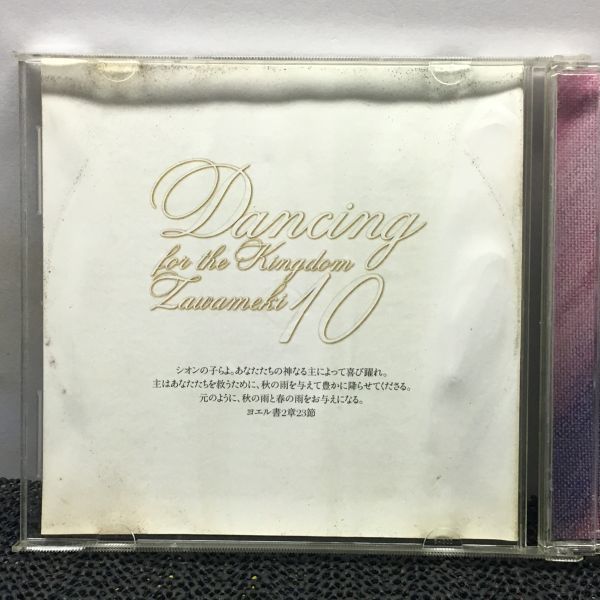 Dancing
for the Kingdom
Zawameki 10
シオンの子らよ。あなたたちの神なる主によって喜び躍れ。
主はあなたたちを救うために、秋の雨を与えて豊かに降らせてくださる。
元のように、秋の雨と春の雨をお与えになる。
ヨエル書2章23節